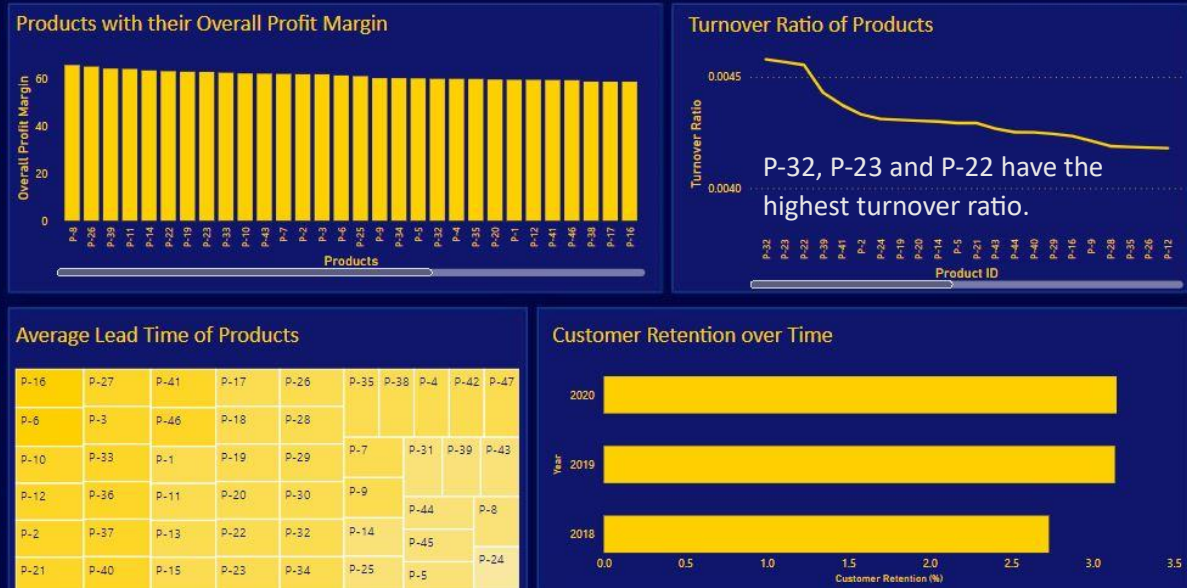 Products with their Overall Profit Margin
Overall Profit Margin
60
40
20
0
P-8 P-26 P-39 P-11 P-14 P-22 P-19 P-23 P-33 P-10 P-43 P-7 P-2 P-3 P-6 P-25 P-9 P-34 P-5 P-32 P-4 P-35 P-20 P-1 P-12 P-41 P-46 P-38 P-17 P-16
Products
Turnover Ratio of Products
Turnover Ratio
0.0045
0.0040
P-32, P-23 and P-22 have the
highest turnover ratio.
P-32 P-23 P-22 P-39 P-41 P-2 P-24 P-19 P-20 P-14 P-5 P-21 P-43 P-44 P-40 P-29 P-16 P-9 P-28 P-35 P-26 P-12
Product ID
Average Lead Time of Products
P-16 P-27 P-41 P-17 P-26 P-35 P-38 P-4 P-42 P-47
P-6 P-3 P-46 P-18 P-28
P-10 P-33 P-1 P-19 P-29 P-7 P-31 P-39 P-43
P-12 P-36 P-11 P-20 P-30 P-9
P-44 P-8
P-2 P-37 P-13 P-22 P-32 P-14
P-45
P-24
P-21 P-40 P-15 P-23 P-34 P-25 P-5
Customer Retention over Time
Year
2020
2019
2018
0.0 0.5 1.0 1.5 2.0 2.5 3.0 3.5
Customer Retention (%)